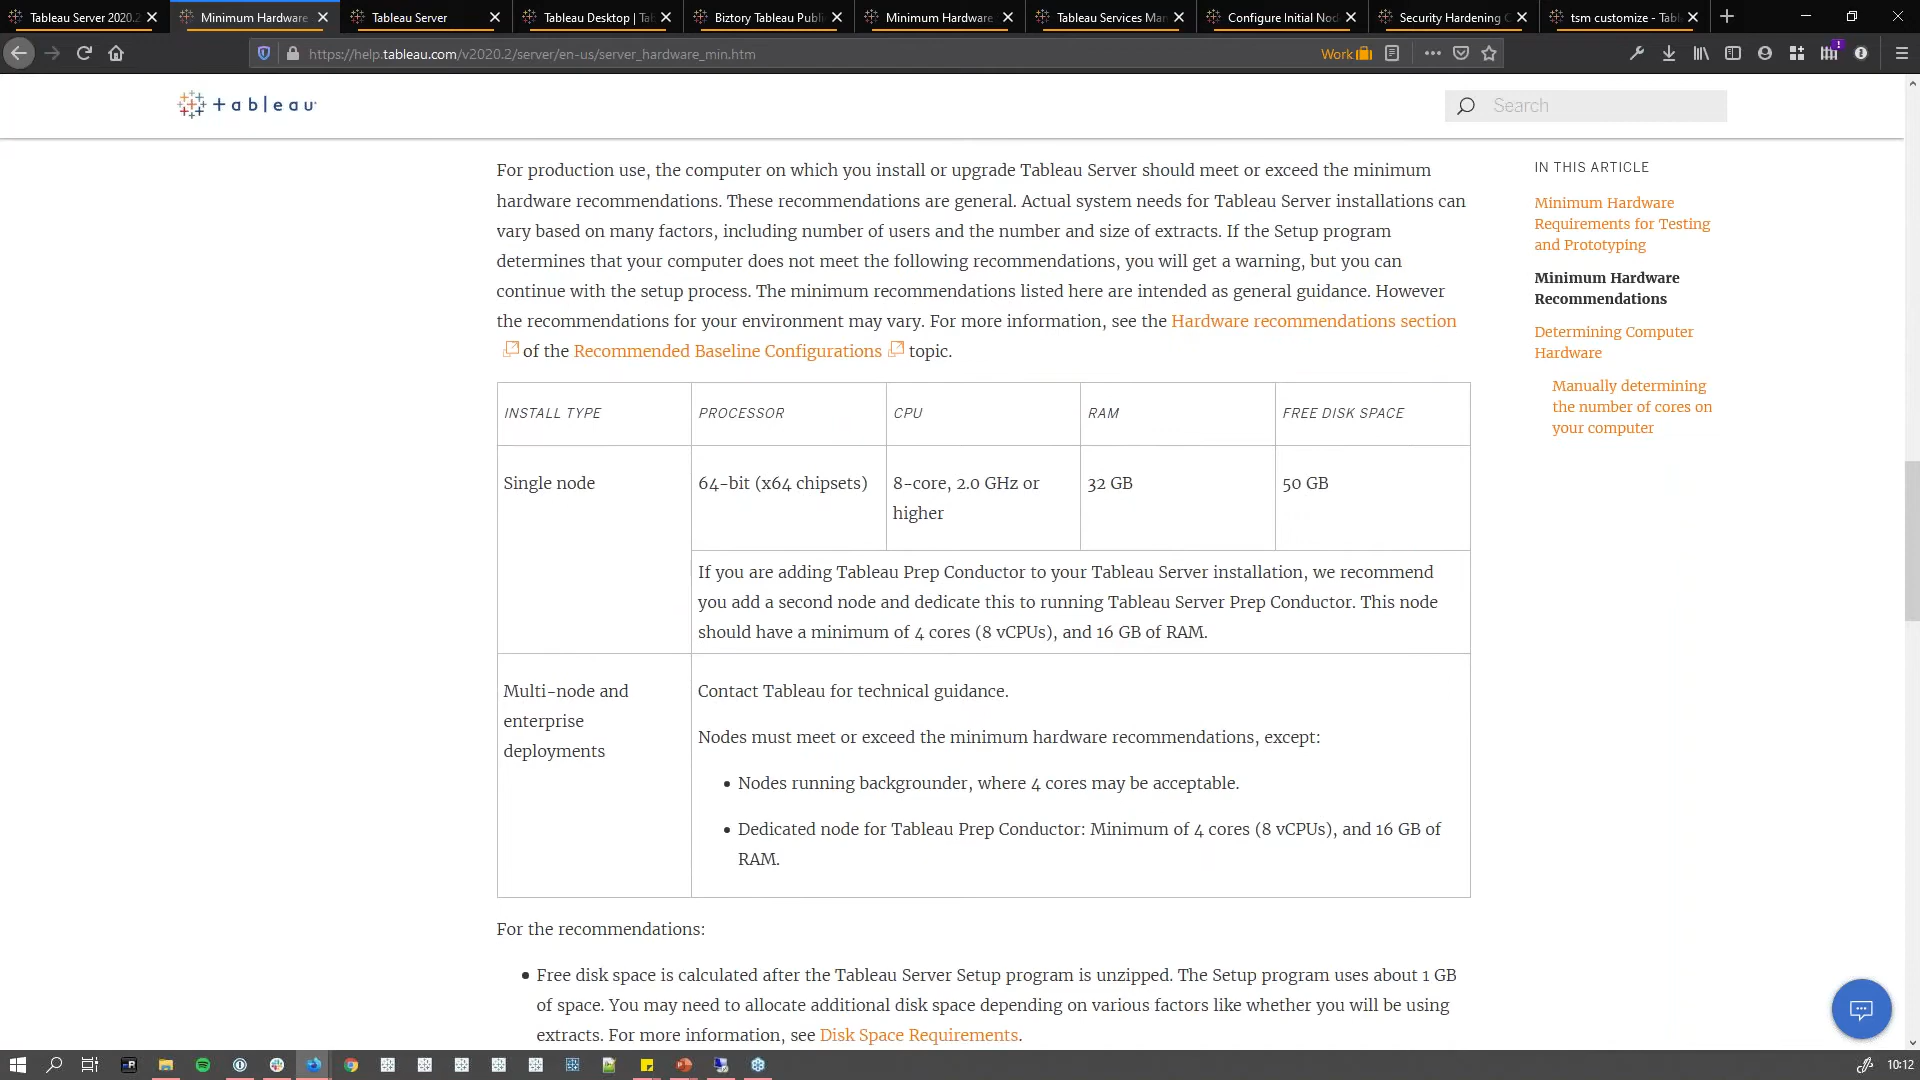 Tableau Server 2020.2
Minimum Hardware
Tableau Server
Tableau Desktop | Tab
Biztory Tableau Publi
Minimum Hardware
Tableau Services Man
Configure Initial Nod
Security Hardening C
tsm customize - Tabl
https://help.tableau.com/v2020.2/server/en-us/server_hardware_min.htm
Work
+ableau
Search
For production use, the computer on which you install or upgrade Tableau Server should meet or exceed the minimum
hardware recommendations. These recommendations are general. Actual system needs for Tableau Server installations can
vary based on many factors, including number of users and the number and size of extracts. If the Setup program
determines that your computer does not meet the following recommendations, you will get a warning, but you can
continue with the setup process. The minimum recommendations listed here are intended as general guidance. However
the recommendations for your environment may vary. For more information, see the Hardware recommendations section
of the Recommended Baseline Configurations topic.
INSTALL TYPE
PROCESSOR
CPU
RAM
FREE DISK SPACE
Single node
64-bit (x64 chipsets)
8-core, 2.0 GHz or
higher
32 GB
50 GB
If you are adding Tableau Prep Conductor to your Tableau Server installation, we recommend
you add a second node and dedicate this to running Tableau Server Prep Conductor. This node
should have a minimum of 4 cores (8 vCPUs), and 16 GB of RAM.
Multi-node and
enterprise
deployments
Contact Tableau for technical guidance.
Nodes must meet or exceed the minimum hardware recommendations, except:
• Nodes running backgrounder, where 4 cores may be acceptable.
• Dedicated node for Tableau Prep Conductor: Minimum of 4 cores (8 vCPUs), and 16 GB of
RAM.
For the recommendations:
• Free disk space is calculated after the Tableau Server Setup program is unzipped. The Setup program uses about 1 GB
of space. You may need to allocate additional disk space depending on various factors like whether you will be using
extracts. For more information, see Disk Space Requirements.
IN THIS ARTICLE
Minimum Hardware
Requirements for Testing
and Prototyping
Minimum Hardware
Recommendations
Determining Computer
Hardware
Manually determining
the number of cores on
your computer
10:12